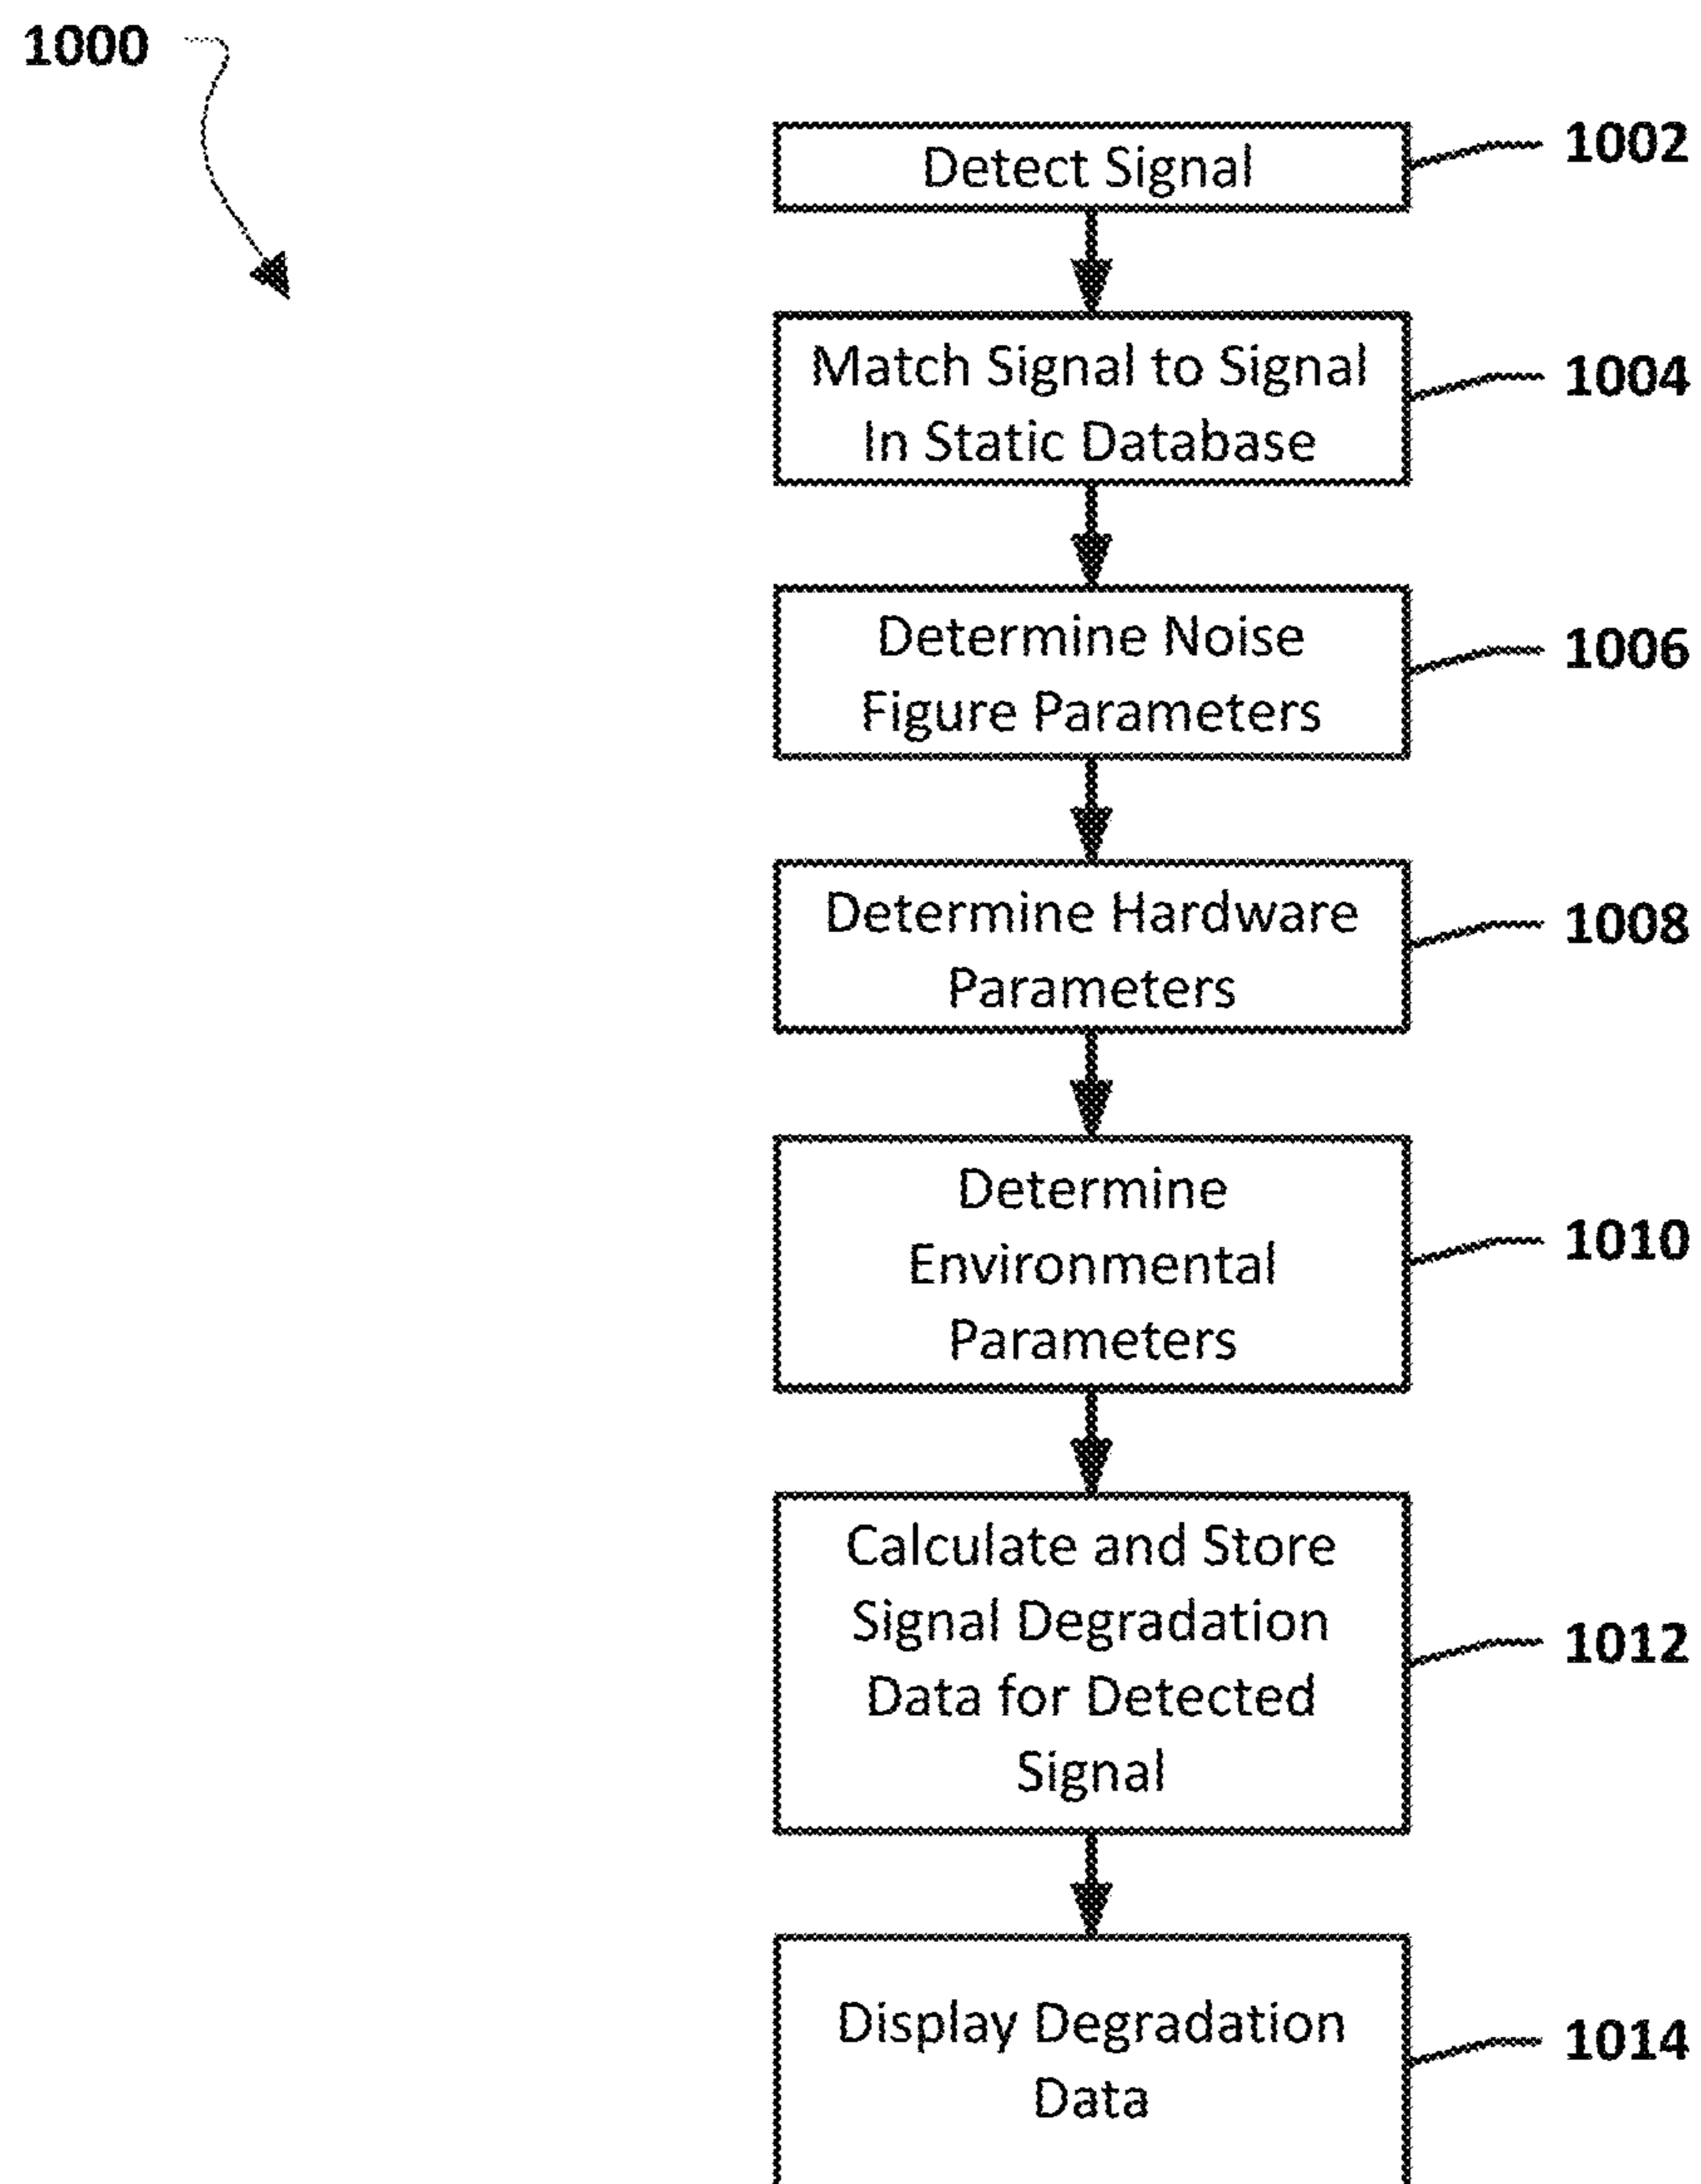 1000
Detect Signal
1002
Match Signal to Signal
In Static Database
1004
Determine Noise
Figure Parameters
1006
Determine Hardware
Parameters
1008
Determine
Environmental
Parameters
1010
Calculate and Store
Signal Degradation
Data for Detected
Signal
1012
Display Degradation
Data
1014